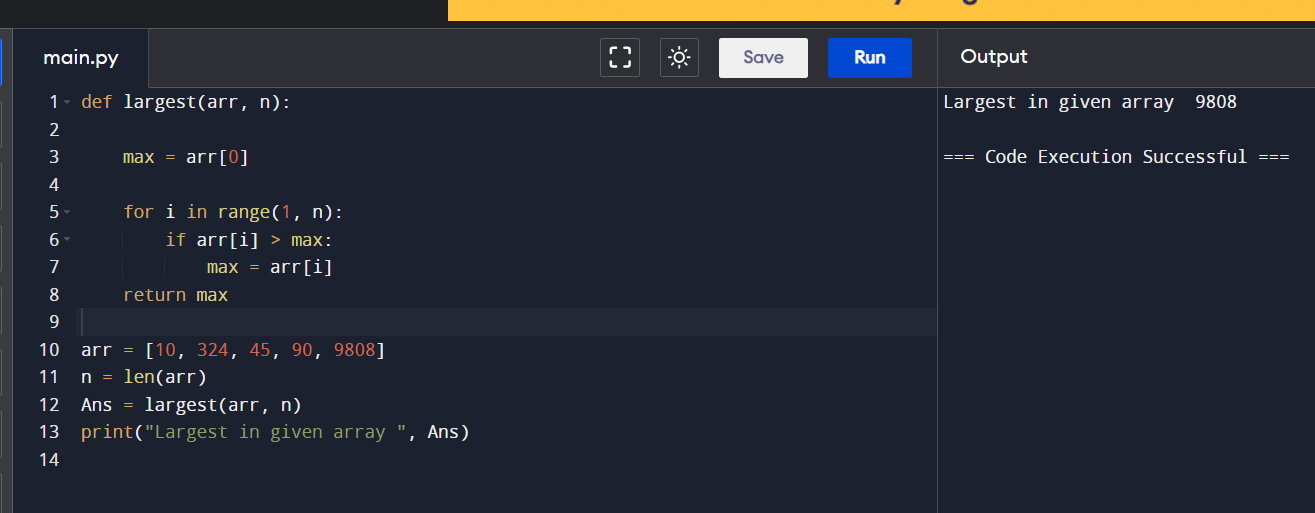 main.py
Save
Run
Output
1 def largest(arr, n):
2
3     max = arr[0]
4
5     for i in range(1, n):
6         if arr[i] > max:
7             max = arr[i]
8     return max
9
10 arr = [10, 324, 45, 90, 9808]
11 n = len(arr)
12 Ans = largest(arr, n)
13 print("Largest in given array ", Ans)
14
Largest in given array  9808
=== Code Execution Successful ===